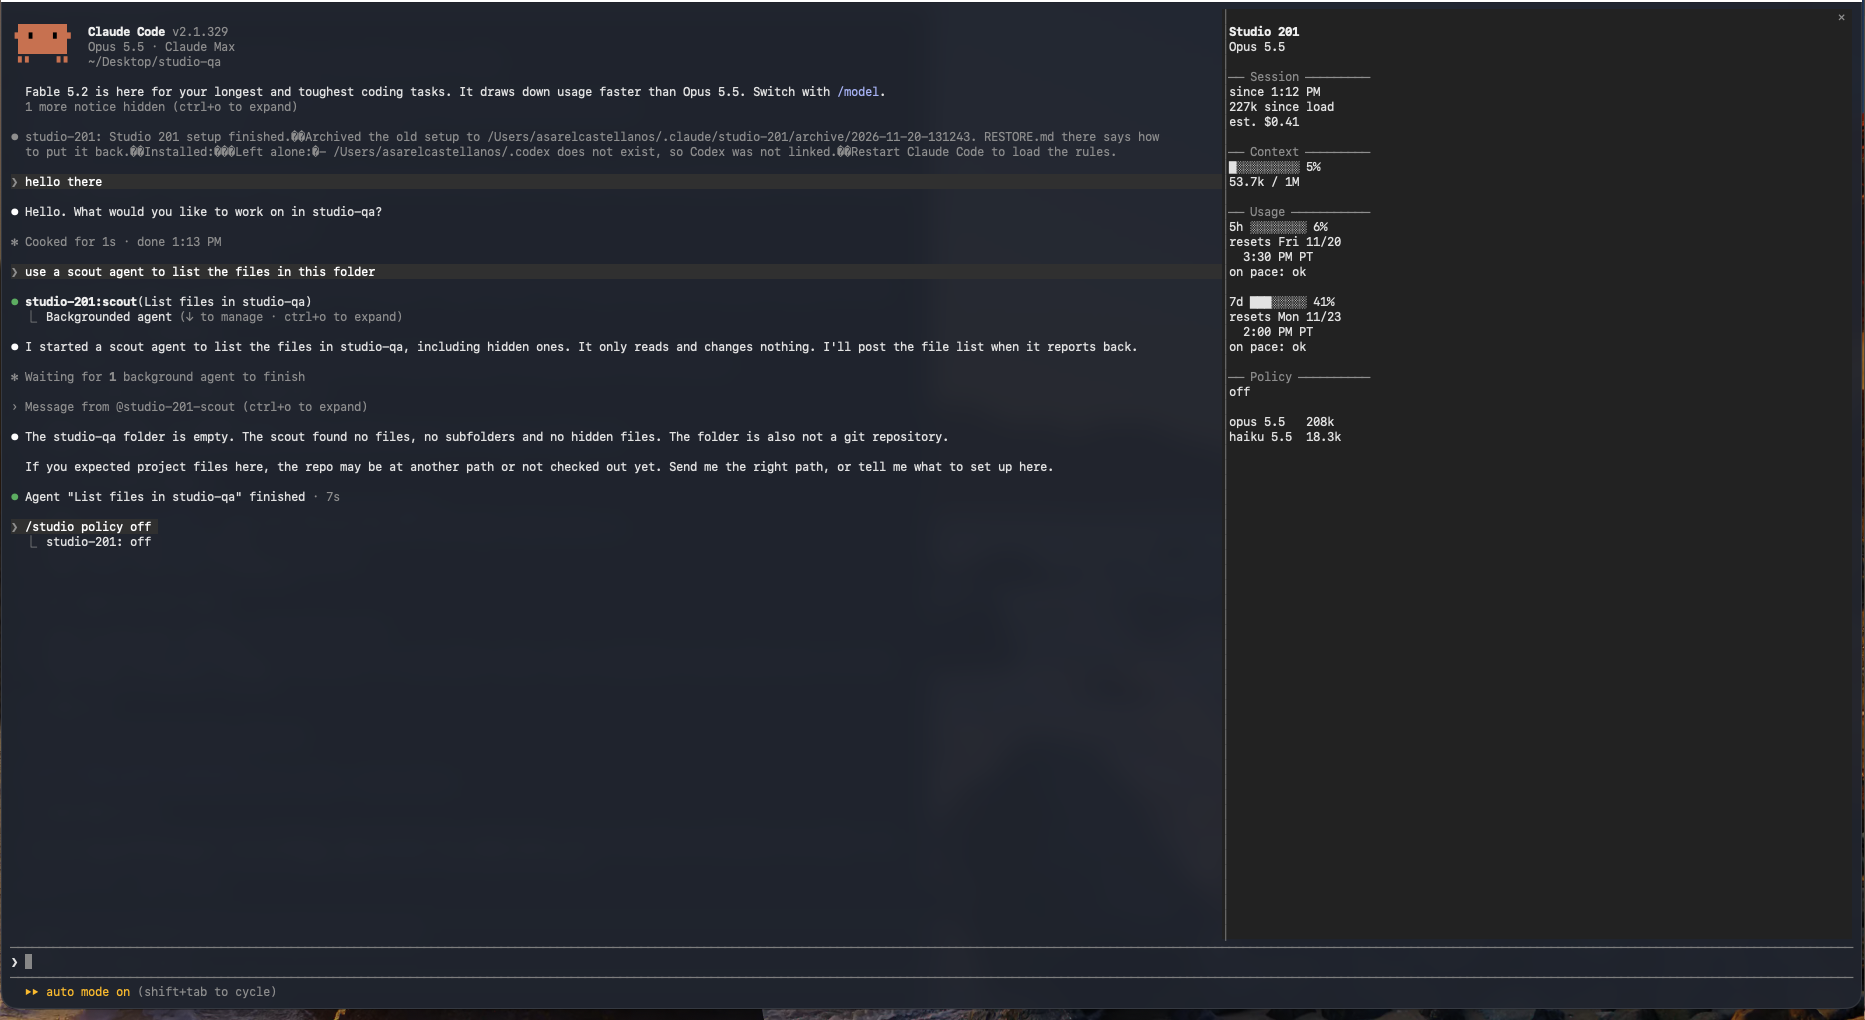 Claude Code v2.1.329
Opus 5.5 · Claude Max
~/Desktop/studio-qa
Fable 5.2 is here for your longest and toughest coding tasks. It draws down usage faster than Opus 5.5. Switch with /model.
1 more notice hidden (ctrl+o to expand)
● studio-201: Studio 201 setup finished.��Archived the old setup to /Users/asarelcastellanos/.claude/studio-201/archive/2026-11-20-131243. RESTORE.md there says how
to put it back.��Installed:���Left alone:�- /Users/asarelcastellanos/.codex does not exist, so Codex was not linked.��Restart Claude Code to load the rules.
❯ hello there
● Hello. What would you like to work on in studio-qa?
✻ Cooked for 1s · done 1:13 PM
❯ use a scout agent to list the files in this folder
● studio-201:scout(List files in studio-qa)
⎿ Backgrounded agent (↓ to manage · ctrl+o to expand)
● I started a scout agent to list the files in studio-qa, including hidden ones. It only reads and changes nothing. I'll post the file list when it reports back.
✻ Waiting for 1 background agent to finish
› Message from @studio-201-scout (ctrl+o to expand)
● The studio-qa folder is empty. The scout found no files, no subfolders and no hidden files. The folder is also not a git repository.
If you expected project files here, the repo may be at another path or not checked out yet. Send me the right path, or tell me what to set up here.
● Agent "List files in studio-qa" finished · 7s
❯ /studio policy off
⎿ studio-201: off
❯
⏵⏵ auto mode on (shift+tab to cycle)
×
Studio 201
Opus 5.5
── Session ─────────
since 1:12 PM
227k since load
est. $0.41
── Context ──────────
█░░░░░░░░░ 5%
53.7k / 1M
── Usage ────────────
5h ░░░░░░░░ 6%
resets Fri 11/20
3:30 PM PT
on pace: ok
7d ███░░░░░ 41%
resets Mon 11/23
2:00 PM PT
on pace: ok
── Policy ──────────
off
opus 5.5 208k
haiku 5.5 18.3k